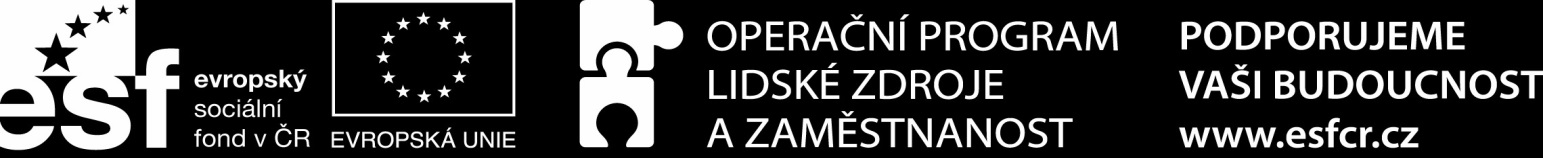 esf
evropský
sociální
fond v ČR
EVROPSKÁ UNIE
OPERAČNÍ PROGRAM
LIDSKÉ ZDROJE
A ZAMĚSTNANOST
PODPORUJEME
VAŠI BUDOUCNOST
www.esfcr.cz